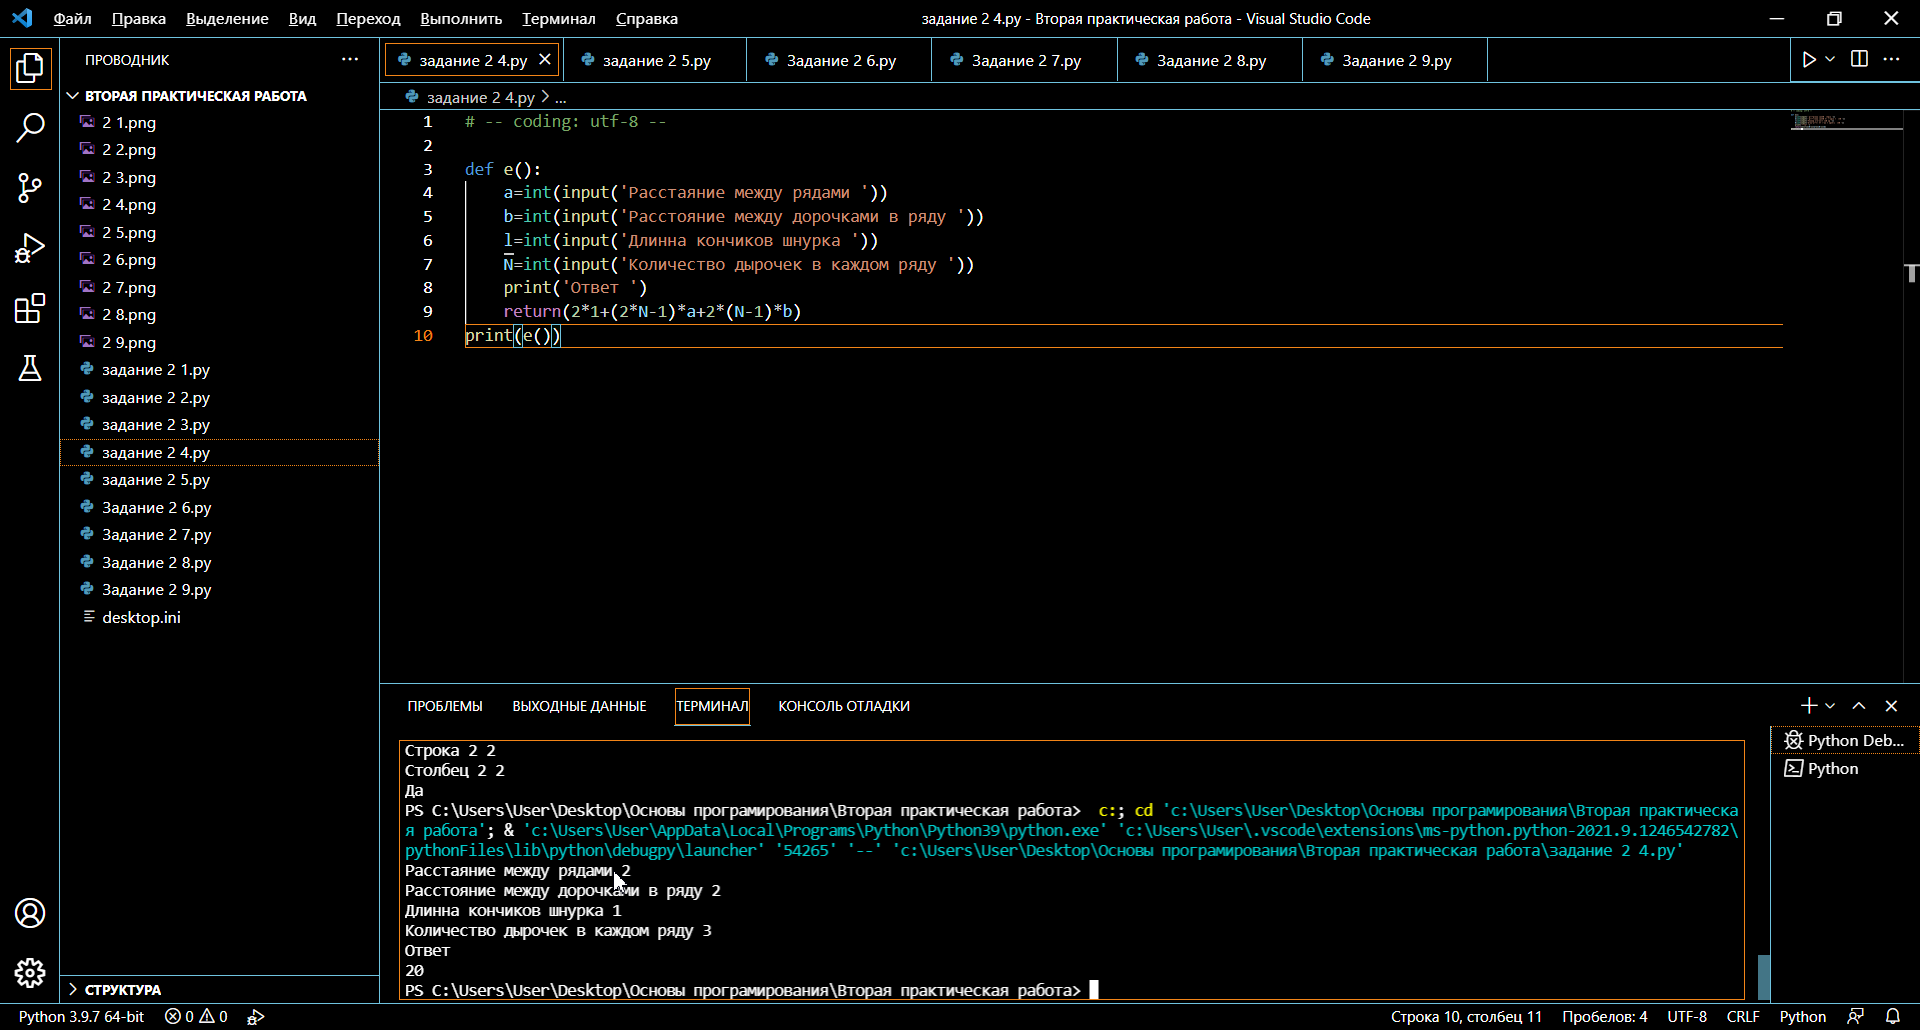 Файл Правка Выделение Вид Переход Выполнить Терминал Справка
задание 2 4.py - Вторая практическая работа - Visual Studio Code
ПРОВОДНИК
ВТОРАЯ ПРАКТИЧЕСКАЯ РАБОТА
2 1.png
2 2.png
2 3.png
2 4.png
2 5.png
2 6.png
2 7.png
2 8.png
2 9.png
задание 2 1.py
задание 2 2.py
задание 2 3.py
задание 2 4.py
задание 2 5.py
Задание 2 6.py
Задание 2 7.py
Задание 2 8.py
Задание 2 9.py
desktop.ini
СТРУКТУРА
задание 2 4.py задание 2 5.py Задание 2 6.py Задание 2 7.py Задание 2 8.py Задание 2 9.py
задание 2 4.py > ...
1 # -- coding: utf-8 --
2
3 def e():
4 a=int(input('Расстаяние между рядами '))
5 b=int(input('Расстояние между дорочками в ряду '))
6 l=int(input('Длинна кончиков шнурка '))
7 N=int(input('Количество дырочек в каждом ряду '))
8 print('Ответ ')
9 return(2*1+(2*N-1)*a+2*(N-1)*b)
10 print(e())
ПРОБЛЕМЫ ВЫХОДНЫЕ ДАННЫЕ ТЕРМИНАЛ КОНСОЛЬ ОТЛАДКИ
Строка 2 2
Столбец 2 2
Да
PS C:\Users\User\Desktop\Основы програмирования\Вторая практическая работа> c:; cd 'c:\Users\User\Desktop\Основы програмирования\Вторая практическа
я работа'; & 'c:\Users\User\AppData\Local\Programs\Python\Python39\python.exe' 'c:\Users\User\.vscode\extensions\ms-python.python-2021.9.1246542782\
pythonFiles\lib\python\debugpy\launcher' '54265' '--' 'c:\Users\User\Desktop\Основы програмирования\Вторая практическая работа\задание 2 4.py'
Расстаяние между рядами 2
Расстояние между дорочками в ряду 2
Длинна кончиков шнурка 1
Количество дырочек в каждом ряду 3
Ответ
20
PS C:\Users\User\Desktop\Основы програмирования\Вторая практическая работа>
Python Deb...
Python
Python 3.9.7 64-bit 0 0
Строка 10, столбец 11 Пробелов: 4 UTF-8 CRLF Python